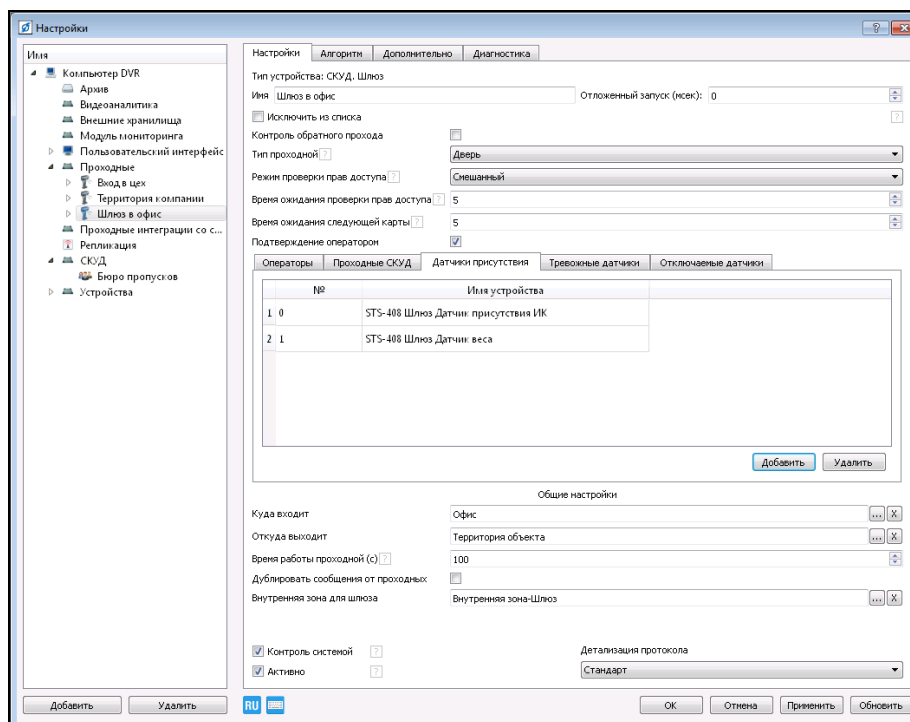 Настройки
Имя
Компьютер DVR
Архив
Видеоаналитика
Внешние хранилища
Модуль мониторинга
Пользовательский интерфейс
Проходные
Вход в цех
Территория компании
Шлюз в офис
Проходные интеграции со с...
Репликация
СКУД
Бюро пропусков
Устройства
Добавить Удалить
Настройки Алгоритм Дополнительно Диагностика
Тип устройства: СКУД. Шлюз
Имя Шлюз в офис Отложенный запуск (мсек): 0
Исключить из списка ?
Контроль обратного прохода
Тип проходной ? Дверь
Режим проверки прав доступа ? Смешанный
Время ожидания проверки прав доступа ? 5
Время ожидания следующей карты ? 5
Подтверждение оператором
Операторы Проходные СКУД Датчики присутствия Тревожные датчики Отключаемые датчики
№ Имя устройства
1 0 STS-408 Шлюз Датчик присутствия ИК
2 1 STS-408 Шлюз Датчик веса
Добавить Удалить
Общие настройки
Куда входит Офис ... X
Откуда выходит Территория объекта ... X
Время работы проходной (с) ? 100
Дублировать сообщения от проходных
Внутренняя зона для шлюза Внутренняя зона-Шлюз ... X
Контроль системой ? Детализация протокола
Активно ? Стандарт
RU OK Отмена Применить Обновить